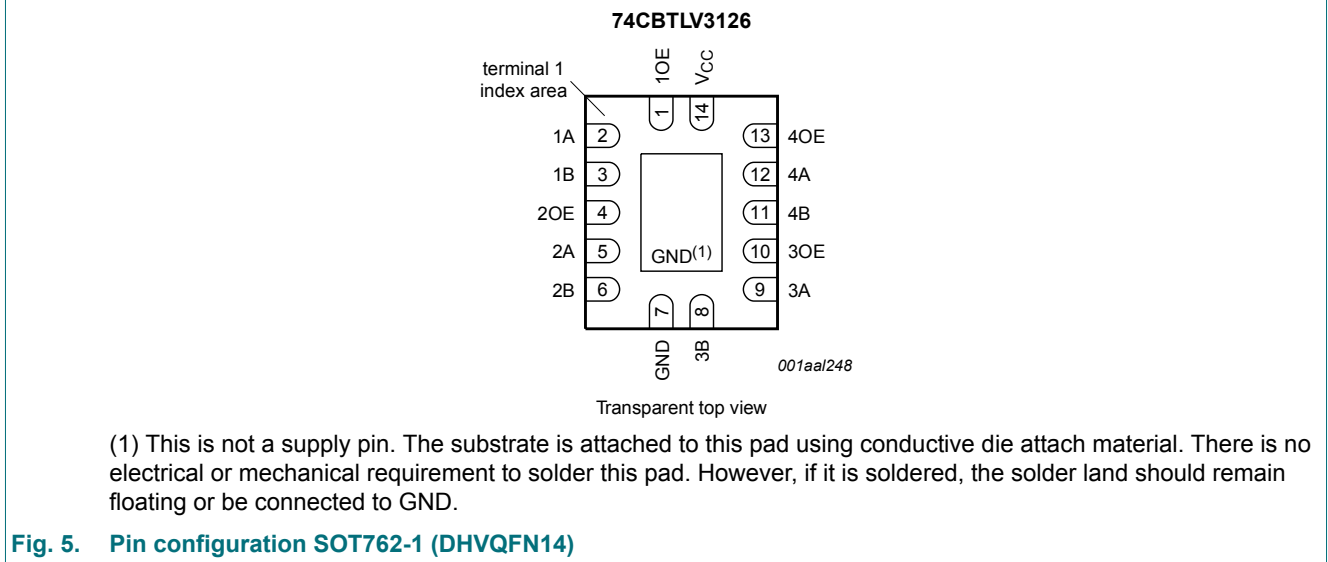 74CBTLV3126
terminal 1
index area
1OE
VCC
1
14
1A 2
13 4OE
1B 3
12 4A
2OE 4
11 4B
2A 5
GND(1)
10 3OE
2B 6
9 3A
7
8
GND
3B
001aal248
Transparent top view
(1) This is not a supply pin. The substrate is attached to this pad using conductive die attach material. There is no
electrical or mechanical requirement to solder this pad. However, if it is soldered, the solder land should remain
floating or be connected to GND.
Fig. 5. Pin configuration SOT762-1 (DHVQFN14)